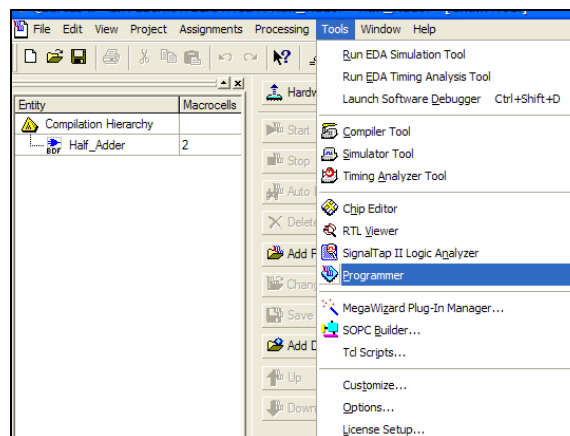 File Edit View Project Assignments Processing Tools Window Help
Entity Macrocells
Compilation Hierarchy
BDF Half_Adder 2
Hardw
Start
Stop
Auto
Delete
Add F
Chang
Save
Add D
Up
Down
Run EDA Simulation Tool
Run EDA Timing Analysis Tool
Launch Software Debugger Ctrl+Shift+D
Compiler Tool
Simulator Tool
Timing Analyzer Tool
Chip Editor
RTL Viewer
SignalTap II Logic Analyzer
Programmer
MegaWizard Plug-In Manager...
SOPC Builder...
Tcl Scripts...
Customize...
Options...
License Setup...